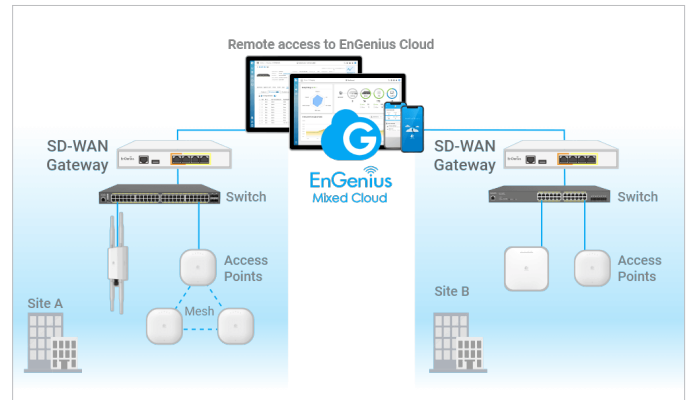 Remote access to EnGenius Cloud
SD-WAN
Gateway
Switch
Access
Points
Mesh
Site A
G
EnGenius
Mixed Cloud
SD-WAN
Gateway
Switch
Access
Points
Site B